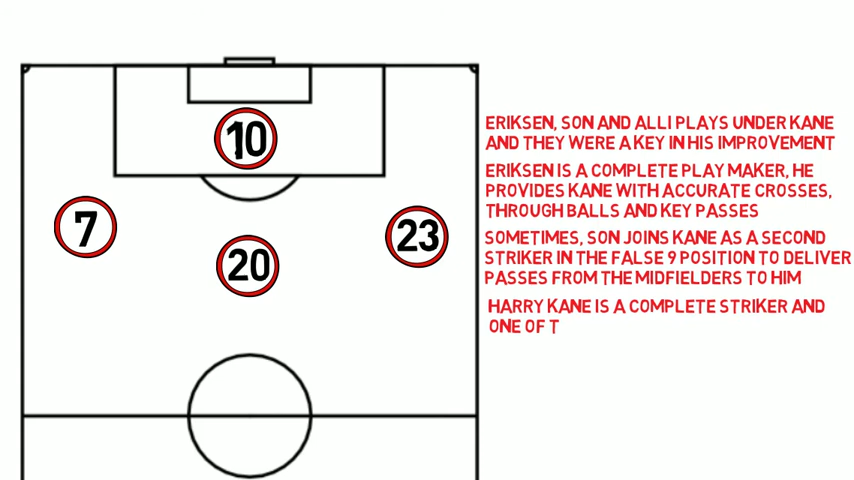 10
7
23
20
ERIKSEN, SON AND ALLI PLAYS UNDER KANE
AND THEY WERE A KEY IN HIS IMPROVEMENT
ERIKSEN IS A COMPLETE PLAY MAKER, HE
PROVIDES KANE WITH ACCURATE CROSSES,
THROUGH BALLS AND KEY PASSES
SOMETIMES, SON JOINS KANE AS A SECOND
STRIKER IN THE FALSE 9 POSITION TO DELIVER
PASSES FROM THE MIDFIELDERS TO HIM
HARRY KANE IS A COMPLETE STRIKER AND
ONE OF T